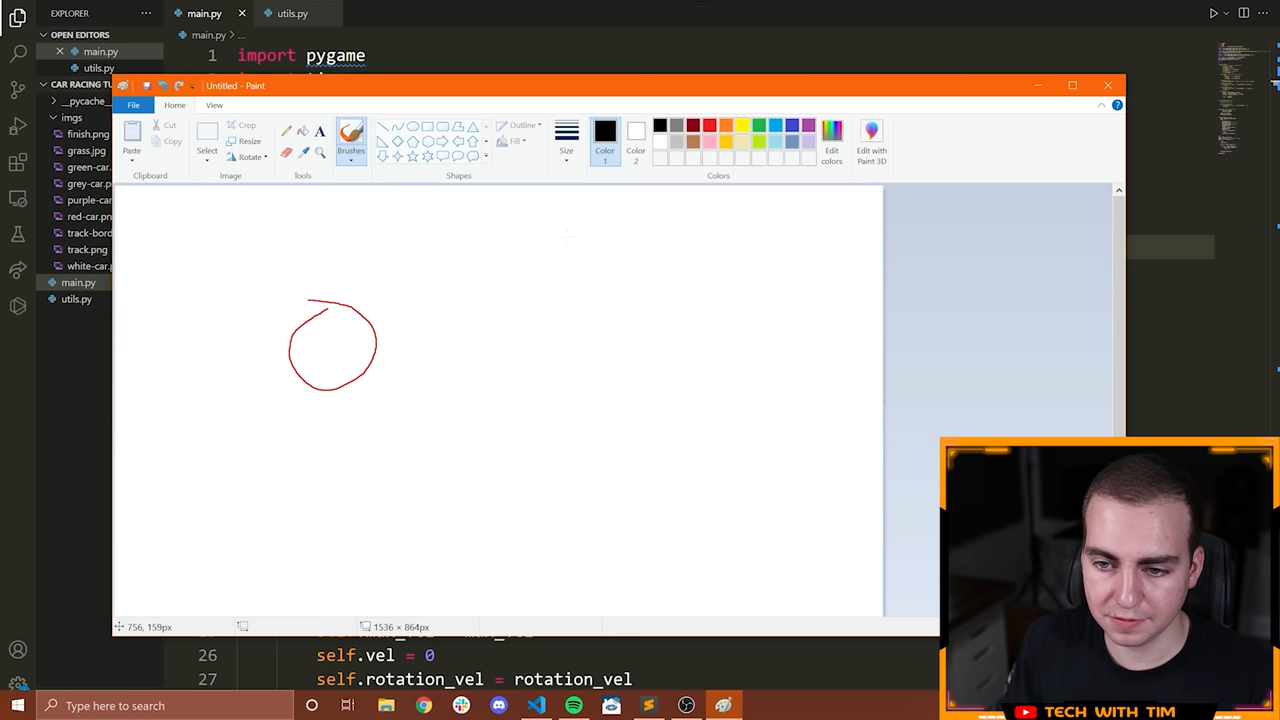 EXPLORER
main.py
utils.py
OPEN EDITORS
main.py
utils.py
CAR RACING TU
__pycache__
imgs
finish.png
grass.jpg
green-car.
grey-car.p
purple-car
red-car.pn
track-bord
track.png
white-car.p
main.py
utils.py
main.py ...
1 import pygame
Untitled - Paint
File Home View
Paste
Cut
Copy
Clipboard
Select
Crop
Resize
Rotate
Image
Tools
Brushes
Shapes
Outline
Fill
Size
Color 1
Color 2
Colors
Edit colors
Edit with Paint 3D
756, 159px
1536 × 864px
26 self.vel = 0
27 self.rotation_vel = rotation_vel
Type here to search
TECH WITH TIM